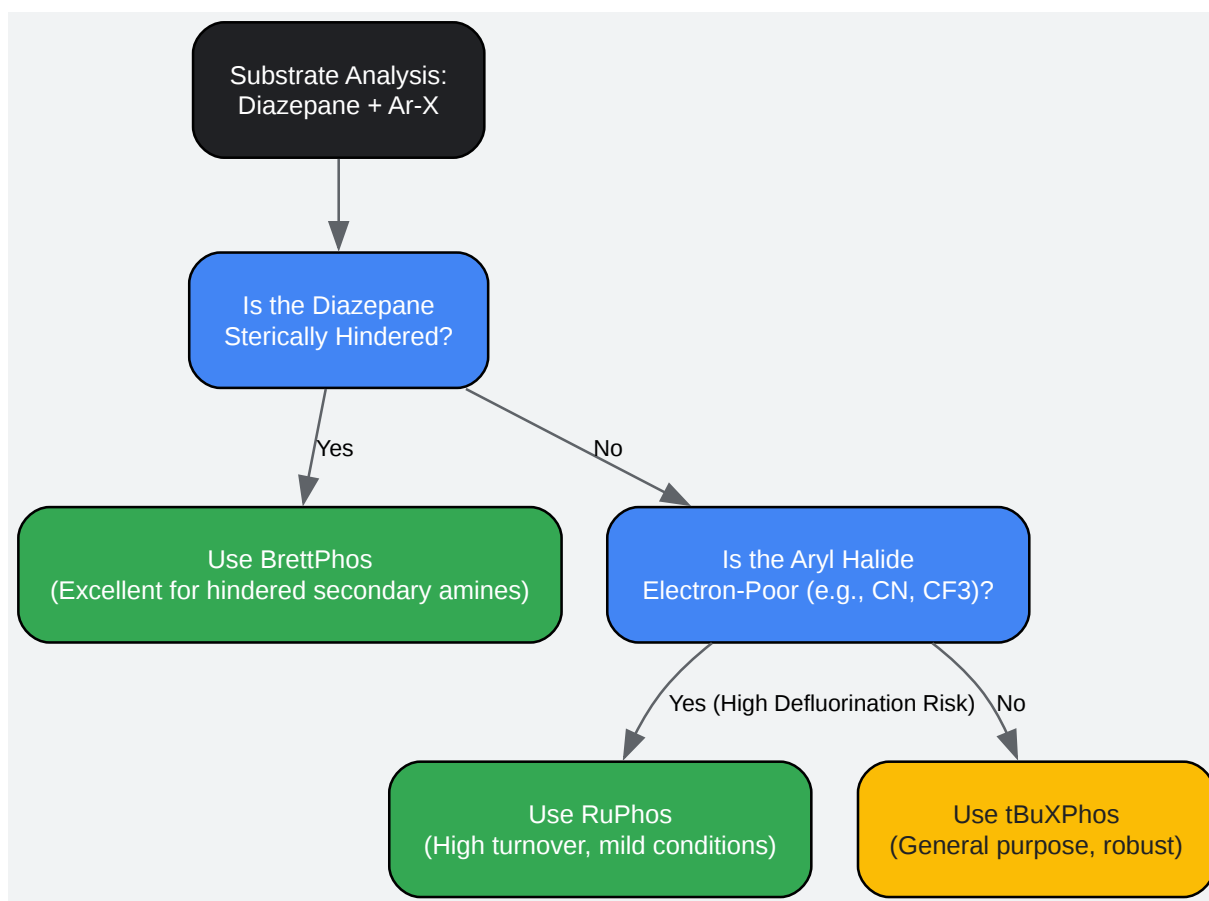 Substrate Analysis:
Diazepane + Ar-X
Is the Diazepane
Sterically Hindered?
Yes
No
Use BrettPhos
(Excellent for hindered secondary amines)
Is the Aryl Halide
Electron-Poor (e.g., CN, CF3)?
Yes (High Defluorination Risk)
No
Use RuPhos
(High turnover, mild conditions)
Use tBuXPhos
(General purpose, robust)